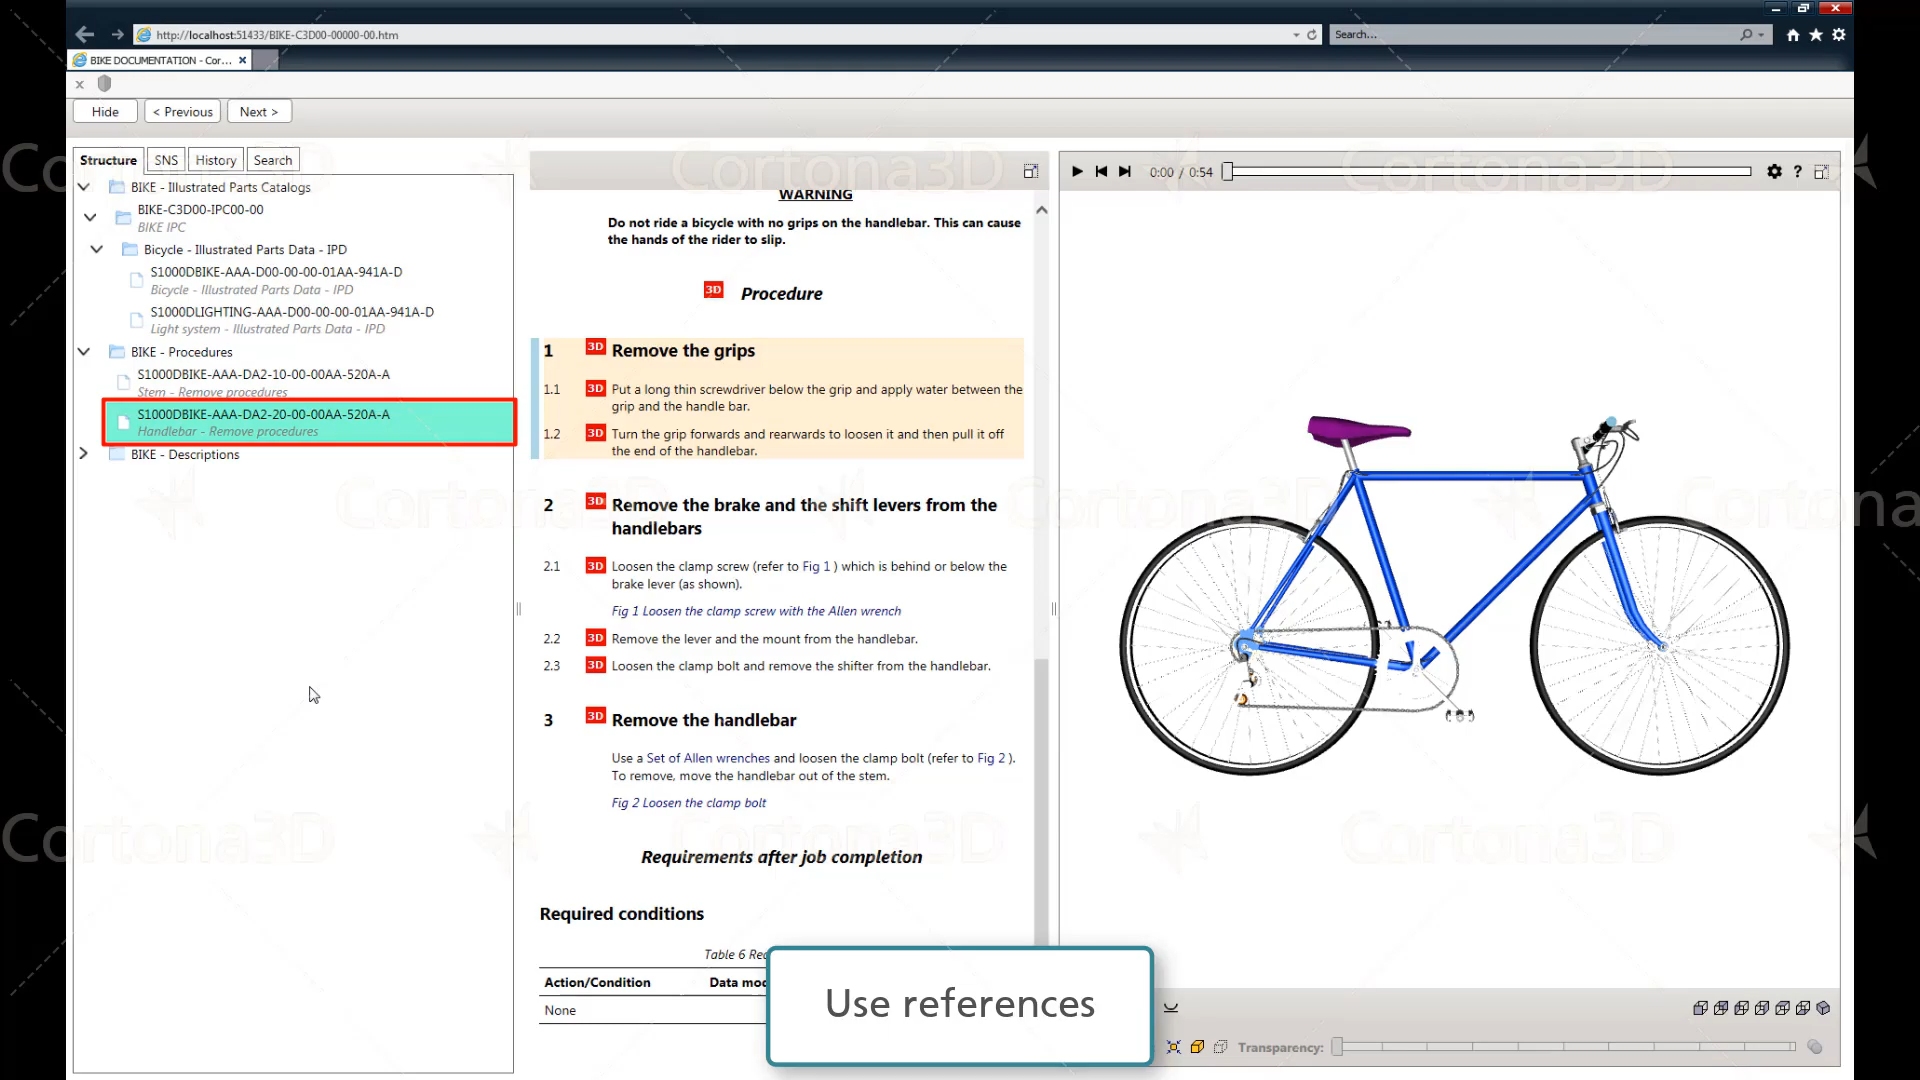 http://localhost:51433/BIKE-C3D00-00000-00.htm
Search...
BIKE DOCUMENTATION - Cor...
Hide
< Previous
Next >
Structure
SNS
History
Search
BIKE - Illustrated Parts Catalogs
BIKE-C3D00-IPC00-00
BIKE IPC
Bicycle - Illustrated Parts Data - IPD
S1000DBIKE-AAA-D00-00-00-01AA-941A-D
Bicycle - Illustrated Parts Data - IPD
S1000DLIGHTING-AAA-D00-00-00-01AA-941A-D
Light system - Illustrated Parts Data - IPD
BIKE - Procedures
S1000DBIKE-AAA-DA2-10-00-00AA-520A-A
Stem - Remove procedures
S1000DBIKE-AAA-DA2-20-00-00AA-520A-A
Handlebar - Remove procedures
BIKE - Descriptions
WARNING
Do not ride a bicycle with no grips on the handlebar. This can cause
the hands of the rider to slip.
3D Procedure
1 3D Remove the grips
1.1 3D Put a long thin screwdriver below the grip and apply water between the
grip and the handle bar.
1.2 3D Turn the grip forwards and rearwards to loosen it and then pull it off
the end of the handlebar.
2 3D Remove the brake and the shift levers from the
handlebars
2.1 3D Loosen the clamp screw (refer to Fig 1 ) which is behind or below the
brake lever (as shown).
Fig 1 Loosen the clamp screw with the Allen wrench
2.2 3D Remove the lever and the mount from the handlebar.
2.3 3D Loosen the clamp bolt and remove the shifter from the handlebar.
3 3D Remove the handlebar
Use a Set of Allen wrenches and loosen the clamp bolt (refer to Fig 2 ).
To remove, move the handlebar out of the stem.
Fig 2 Loosen the clamp bolt
Requirements after job completion
Required conditions
Table 6
Action/Condition Data
None
0:00 / 0:54
?
Transparency:
Use references
Cortona3D
Cortona3D
Cortona3D
Cortona3D
Cortona3D
Cortona3D